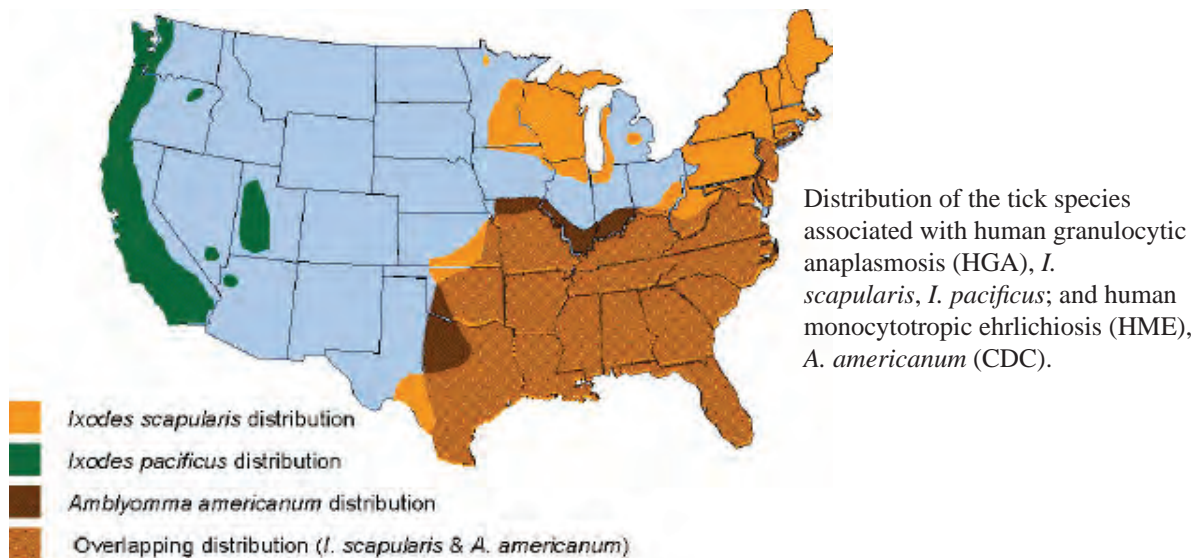 Distribution of the tick species
associated with human granulocytic
anaplasmosis (HGA), I.
scapularis, I. pacificus; and human
monocytotropic ehrlichiosis (HME),
A. americanum (CDC).
Ixodes scapularis distribution
Ixodes pacificus distribution
Amblyomma americanum distribution
Overlapping distribution (I. scapularis & A. americanum)